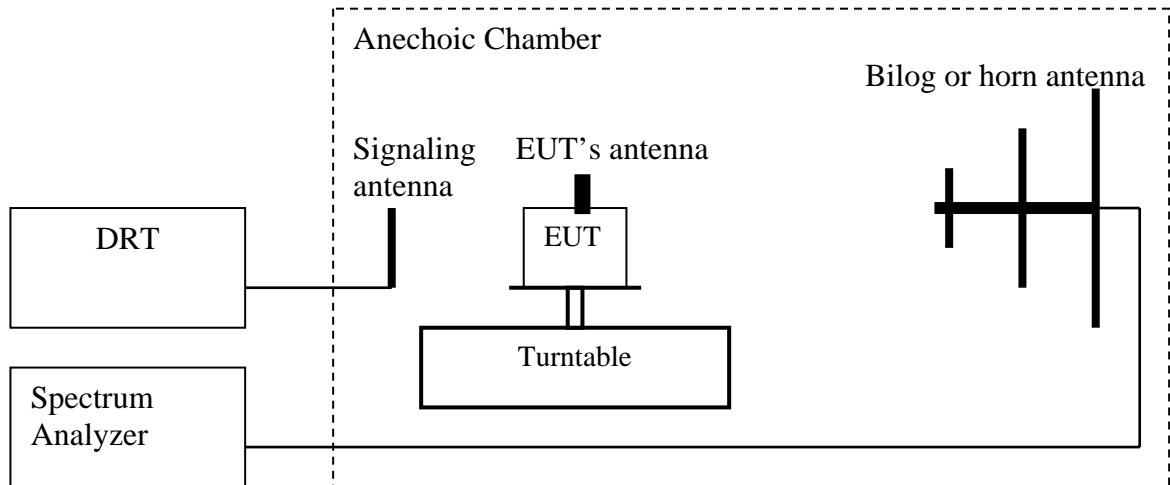 Anechoic Chamber
Bilog or horn antenna
Signaling
antenna
EUT’s antenna
DRT
EUT
Turntable
Spectrum
Analyzer